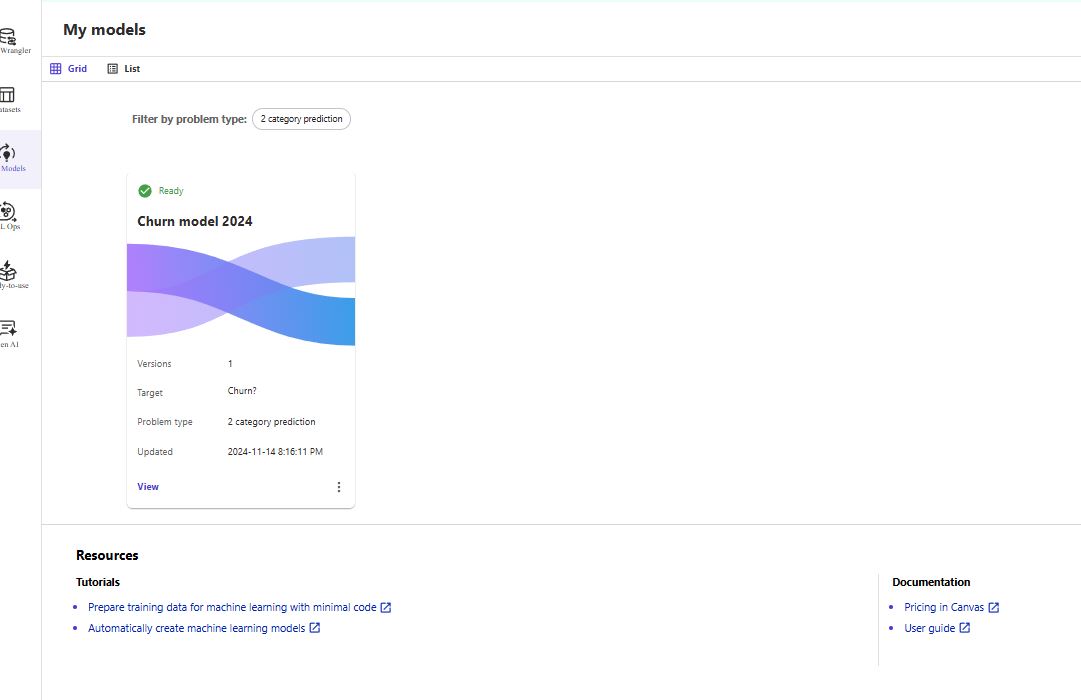 My models
Wrangler
Grid
List
atasets
Filter by problem type: 2 category prediction
Models
Ready
Churn model 2024
L Ops
y-to-use
en AI
Versions 1
Target Churn?
Problem type 2 category prediction
Updated 2024-11-14 8:16:11 PM
View
Resources
Tutorials
Prepare training data for machine learning with minimal code
Automatically create machine learning models
Documentation
Pricing in Canvas
User guide